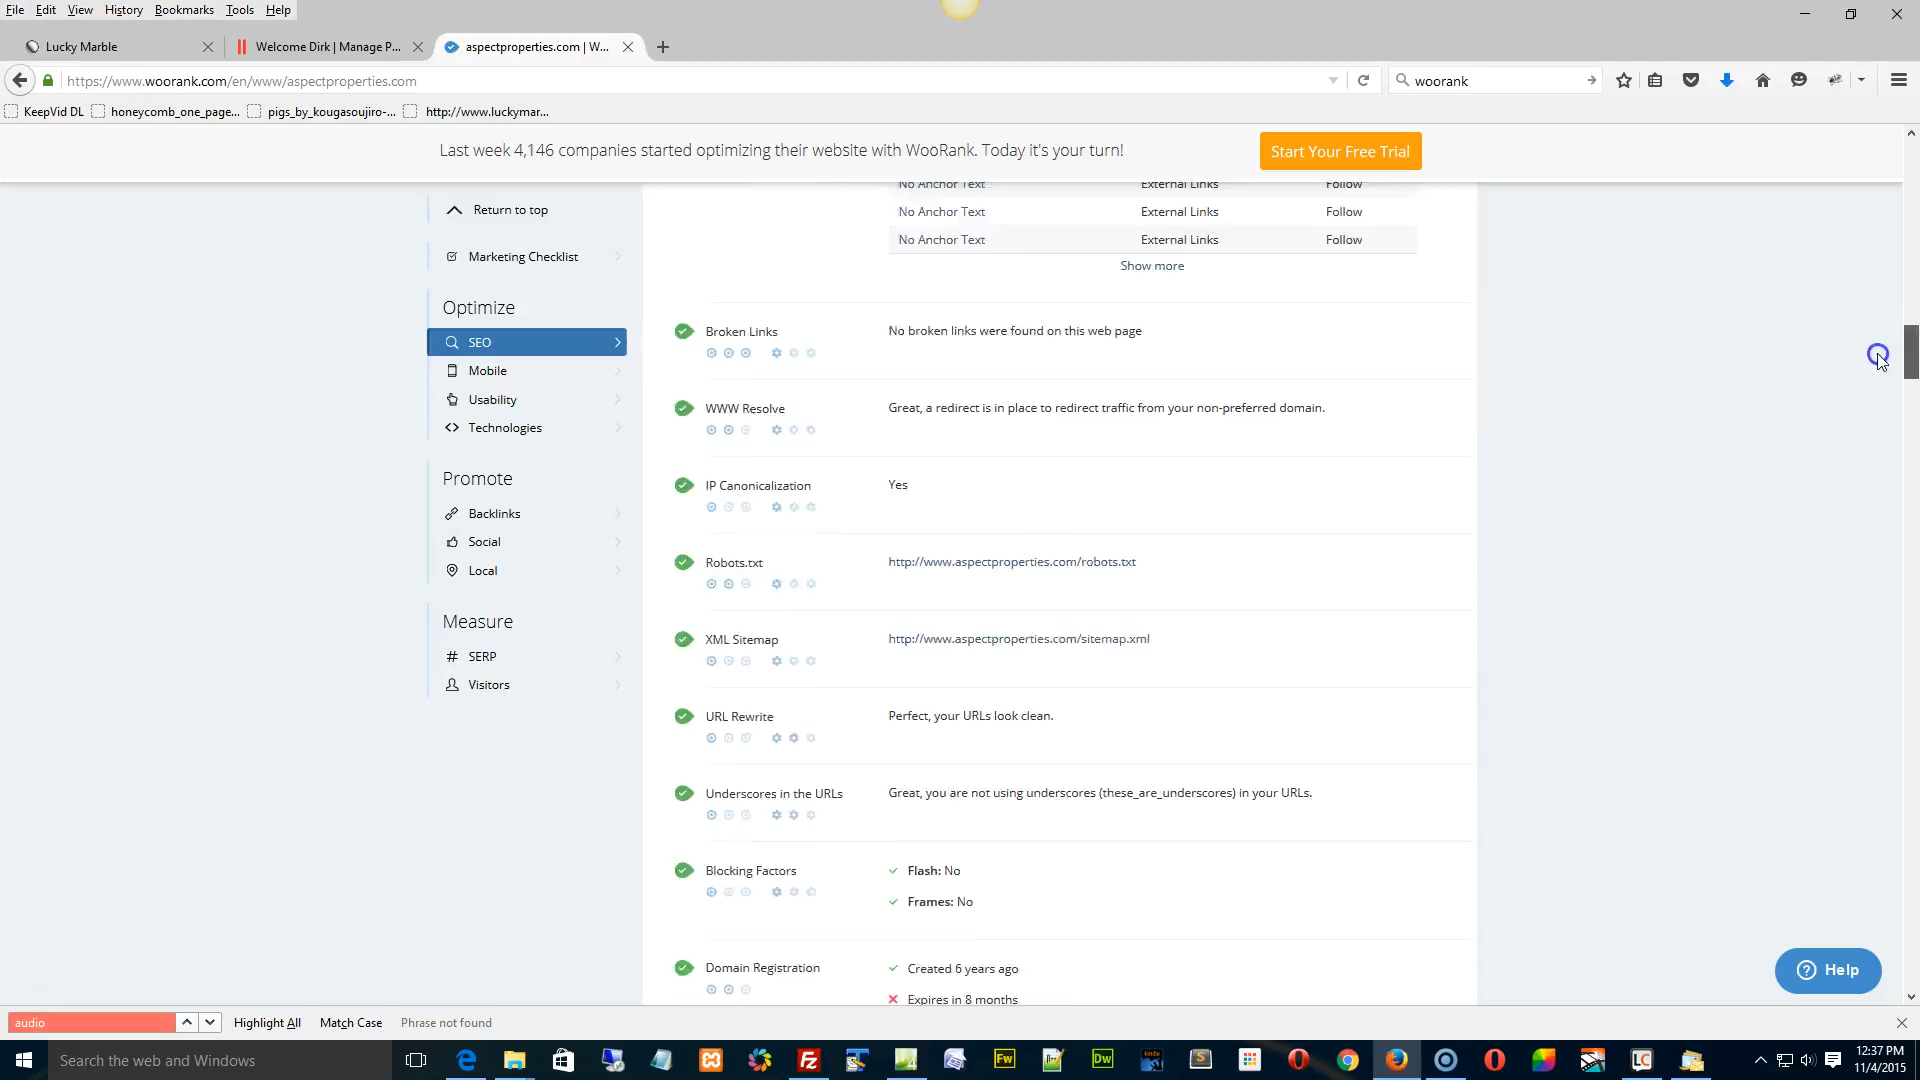 File Edit View History Bookmarks Tools Help
Lucky Marble
Welcome Dirk | Manage P...
aspectproperties.com | W...
https://www.woorank.com/en/www/aspectproperties.com
woorank
KeepVid DL
honeycomb_one_page...
pigs_by_kougasoujiro-...
http://www.luckymar...
Last week 4,146 companies started optimizing their website with WooRank. Today it's your turn!
Start Your Free Trial
Return to top
Marketing Checklist
Optimize
SEO
Mobile
Usability
Technologies
Promote
Backlinks
Social
Local
Measure
# SERP
Visitors
No Anchor Text External Links Follow
No Anchor Text External Links Follow
No Anchor Text External Links Follow
Show more
Broken Links No broken links were found on this web page
WWW Resolve Great, a redirect is in place to redirect traffic from your non-preferred domain.
IP Canonicalization Yes
Robots.txt http://www.aspectproperties.com/robots.txt
XML Sitemap http://www.aspectproperties.com/sitemap.xml
URL Rewrite Perfect, your URLs look clean.
Underscores in the URLs Great, you are not using underscores (these_are_underscores) in your URLs.
Blocking Factors Flash: No
Frames: No
Domain Registration Created 6 years ago
Expires in 8 months
Help
audio Highlight All Match Case Phrase not found
Search the web and Windows
Fz
Fw
Dw
kindle
S
LC
12:37 PM
11/4/2015